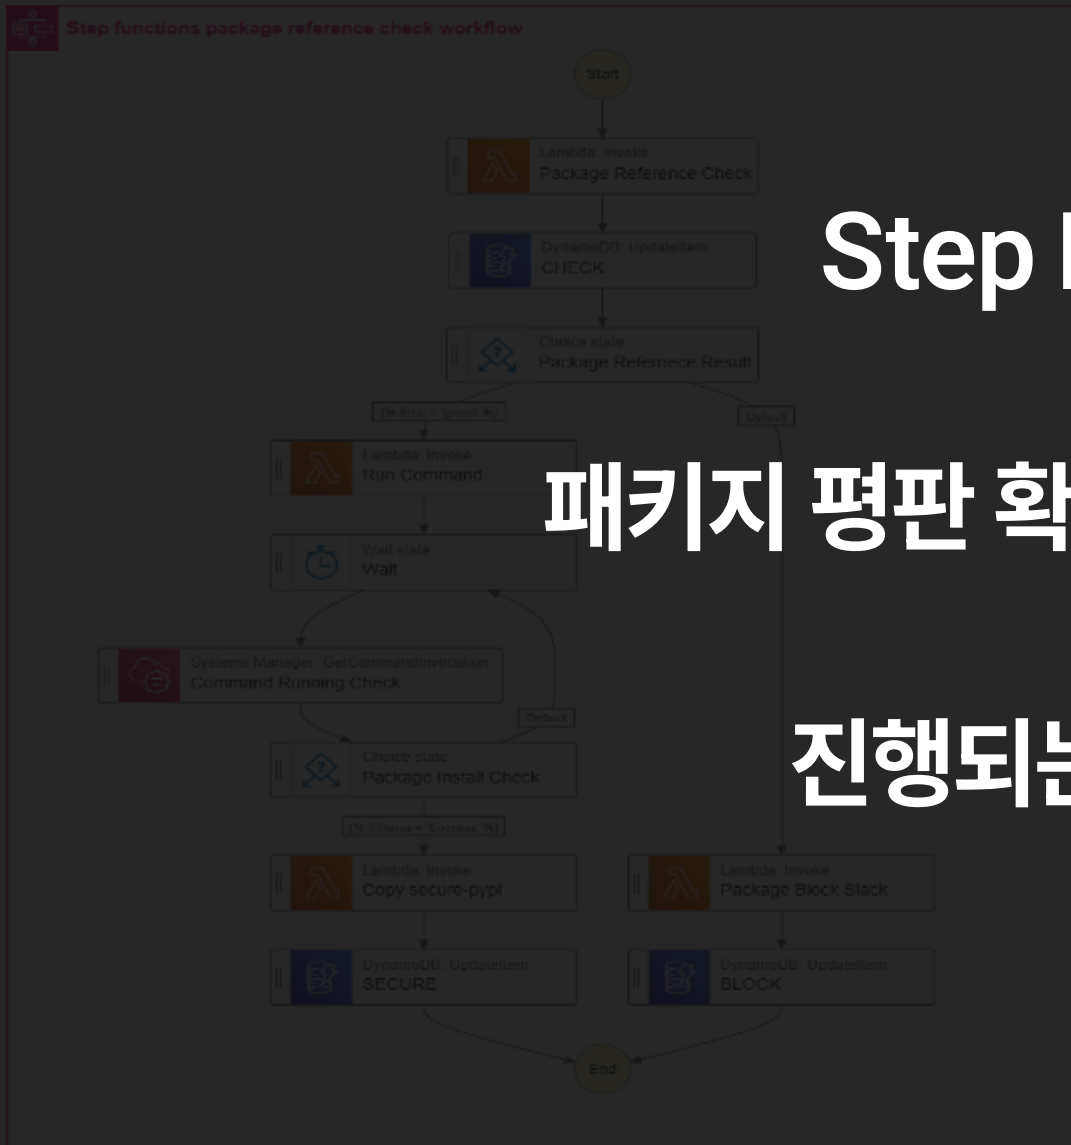 Step functions package reference check workflow
Start
Lambda: Invoke
Package Reference Check
Step
DynamoDB: UpdateItem
CHECK
Choice state
Package Refernece Result
Default
Lambda: Invoke
Run Command
패키지 평판 확
Wait state
Wait
Systems Manager: GetCommandInvocation
Command Running Check
Default
진행되는
Choice state
Package Install Check
Lambda: Invoke
Copy secure-pypi
Lambda: Invoke
Package Block Slack
DynamoDB: UpdateItem
SECURE
DynamoDB: UpdateItem
BLOCK
End